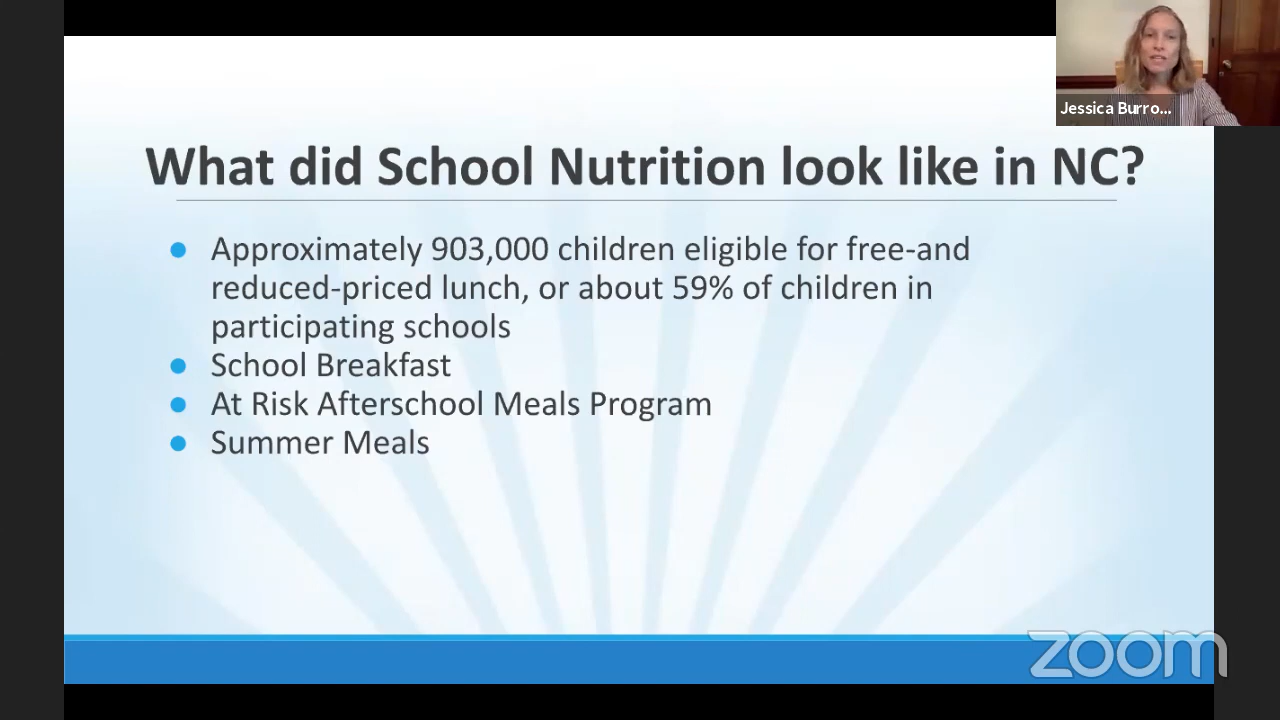 Jessica Burro...
What did School Nutrition look like in NC?
● Approximately 903,000 children eligible for free-and
reduced-priced lunch, or about 59% of children in
participating schools
● School Breakfast
● At Risk Afterschool Meals Program
● Summer Meals
zoom